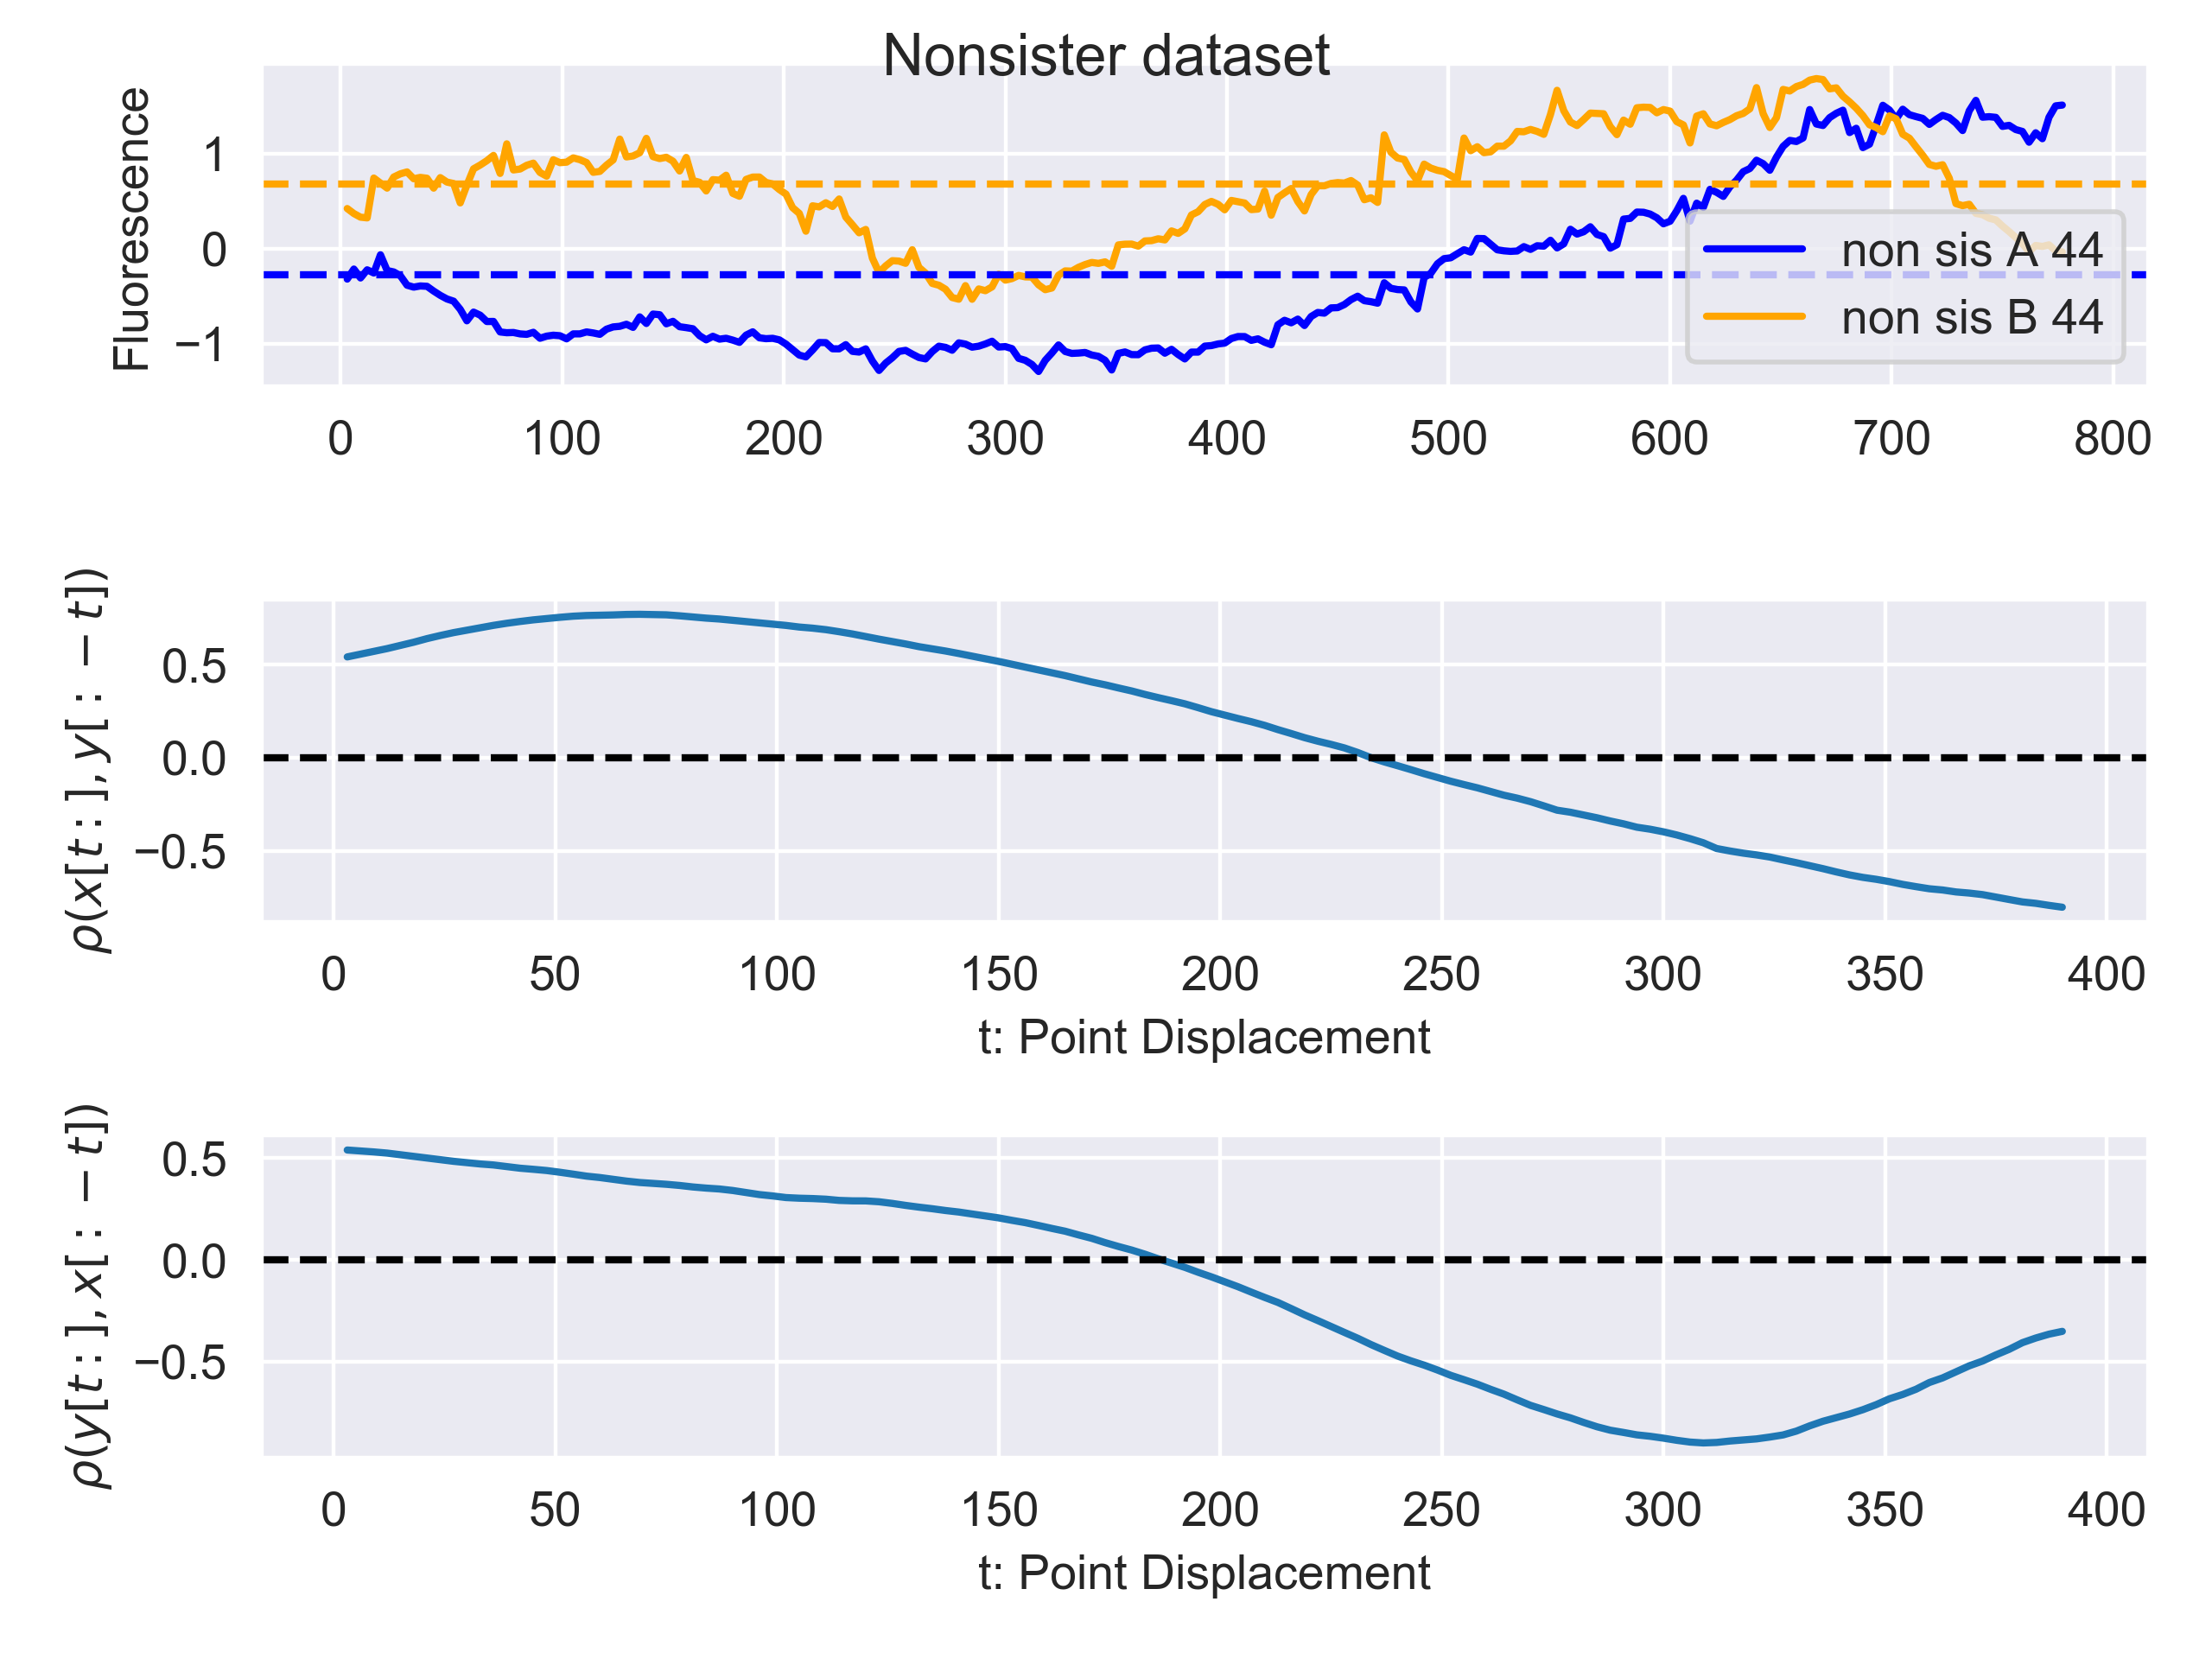 Nonsister dataset
Fluorescence
1
0
−1
non sis A 44
non sis B 44
0 100 200 300 400 500 600 700 800
ρ(x[t:], y[: − t])
0.5
0.0
−0.5
0 50 100 150 200 250 300 350 400
t: Point Displacement
ρ(y[t:], x[: − t])
0.5
0.0
−0.5
0 50 100 150 200 250 300 350 400
t: Point Displacement